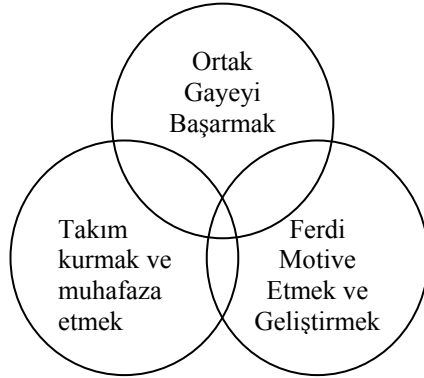 Ortak
Gayeyi
Başarmak
Takım
kurmak ve
muhafaza
etmek
Ferdi
Motive
Etmek ve
Geliştirmek